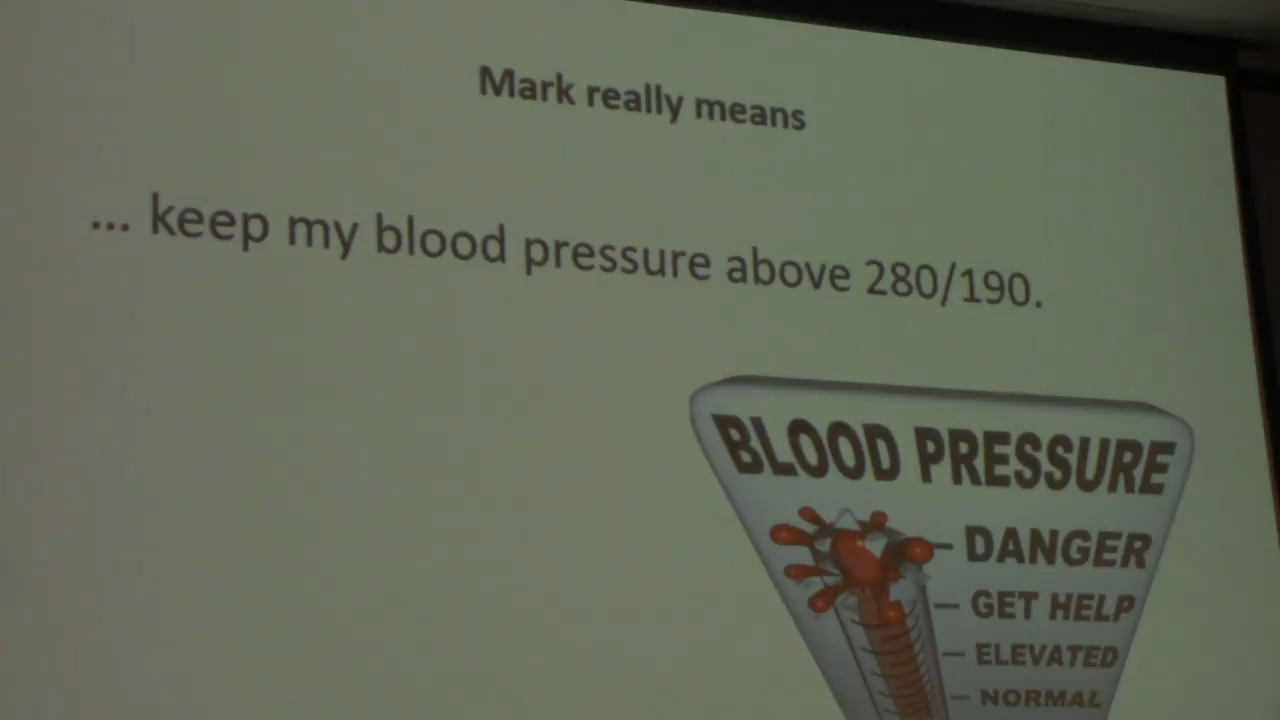 Mark really means
... keep my blood pressure above 280/190.
BLOOD PRESSURE
DANGER
GET HELP
ELEVATED
NORMAL